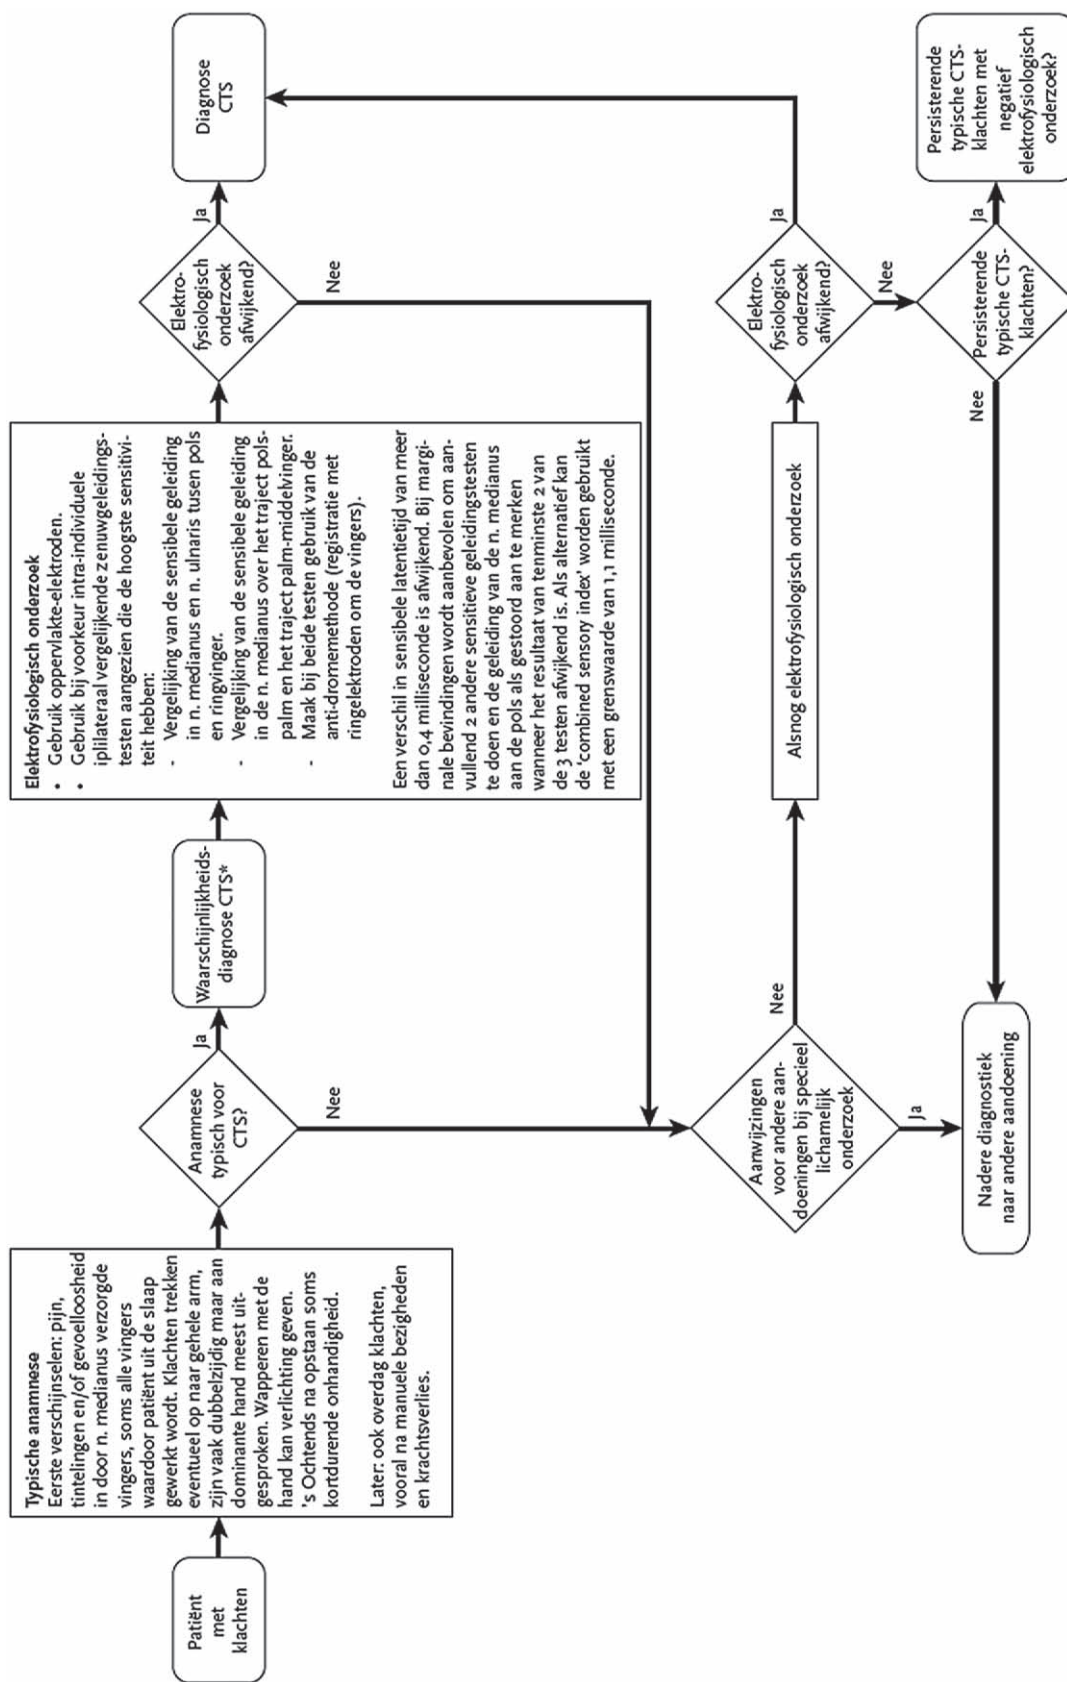 Patiënt
met
klachten
Typische anamnese
Eerste verschijnselen: pijn,
tintelingen en/of gevoelloosheid
in door n. medianus verzorgde
vingers, soms alle vingers
waardoor patiënt uit de slaap
gewerkt wordt. Klachten trekken
eventueel op naar gehele arm,
zijn vaak dubbelzijdig maar aan
dominante hand meest uit-
gesproken. Wapperen met de
hand kan verlichting geven.
's Ochtends na opstaan soms
kortdurende onhandigheid.
Later: ook overdag klachten,
vooral na manuele bezigheden
en krachtsverlies.
Anamnese
typisch voor
CTS?
Ja
Nee
Waarschijnlijkheids-
diagnose CTS*
Elektrofysiologisch onderzoek
• Gebruik oppervlakte-elektroden.
• Gebruik bij voorkeur intra-individuele
iplilateraal vergelijkende zenuwgeleidings-
testen aangezien die de hoogste sensitivi-
teit hebben:
- Vergelijking van de sensibele geleiding
in n. medianus en n. ulnaris tusen pols
en ringvinger.
- Vergelijking van de sensibele geleiding
in de n. medianus over het traject pols-
palm en het traject palm-middelvinger.
- Maak bij beide testen gebruik van de
anti-dromemethode (registratie met
ringelektroden om de vingers).
Een verschil in sensibele latentietijd van meer
dan 0,4 milliseconde is afwijkend. Bij margi-
nale bevindingen wordt aanbevolen om aan-
vullend 2 andere sensitieve geleidingstesten
te doen en de geleiding van de n. medianus
aan de pols als gestoord aan te merken
wanneer het resultaat van tenminste 2 van
de 3 testen afwijkend is. Als alternatief kan
de 'combined sensory index' worden gebruikt
met een grenswaarde van 1,1 milliseconde.
Elektro-
fysiologisch
onderzoek
afwijkend?
Ja
Nee
Diagnose
CTS
Aanwijzingen
voor andere aan-
doeningen bij specieel
lichamelijk
onderzoek
Nee
Ja
Alsnog elektrofysiologisch onderzoek
Elektro-
fysiologisch
onderzoek
afwijkend?
Ja
Nee
Nadere diagnostiek
naar andere aandoening
Nee
Persisterende
typische CTS-
klachten?
Ja
Persisterende
typische CTS-
klachten met
negatief
elektrofysiologisch
onderzoek?